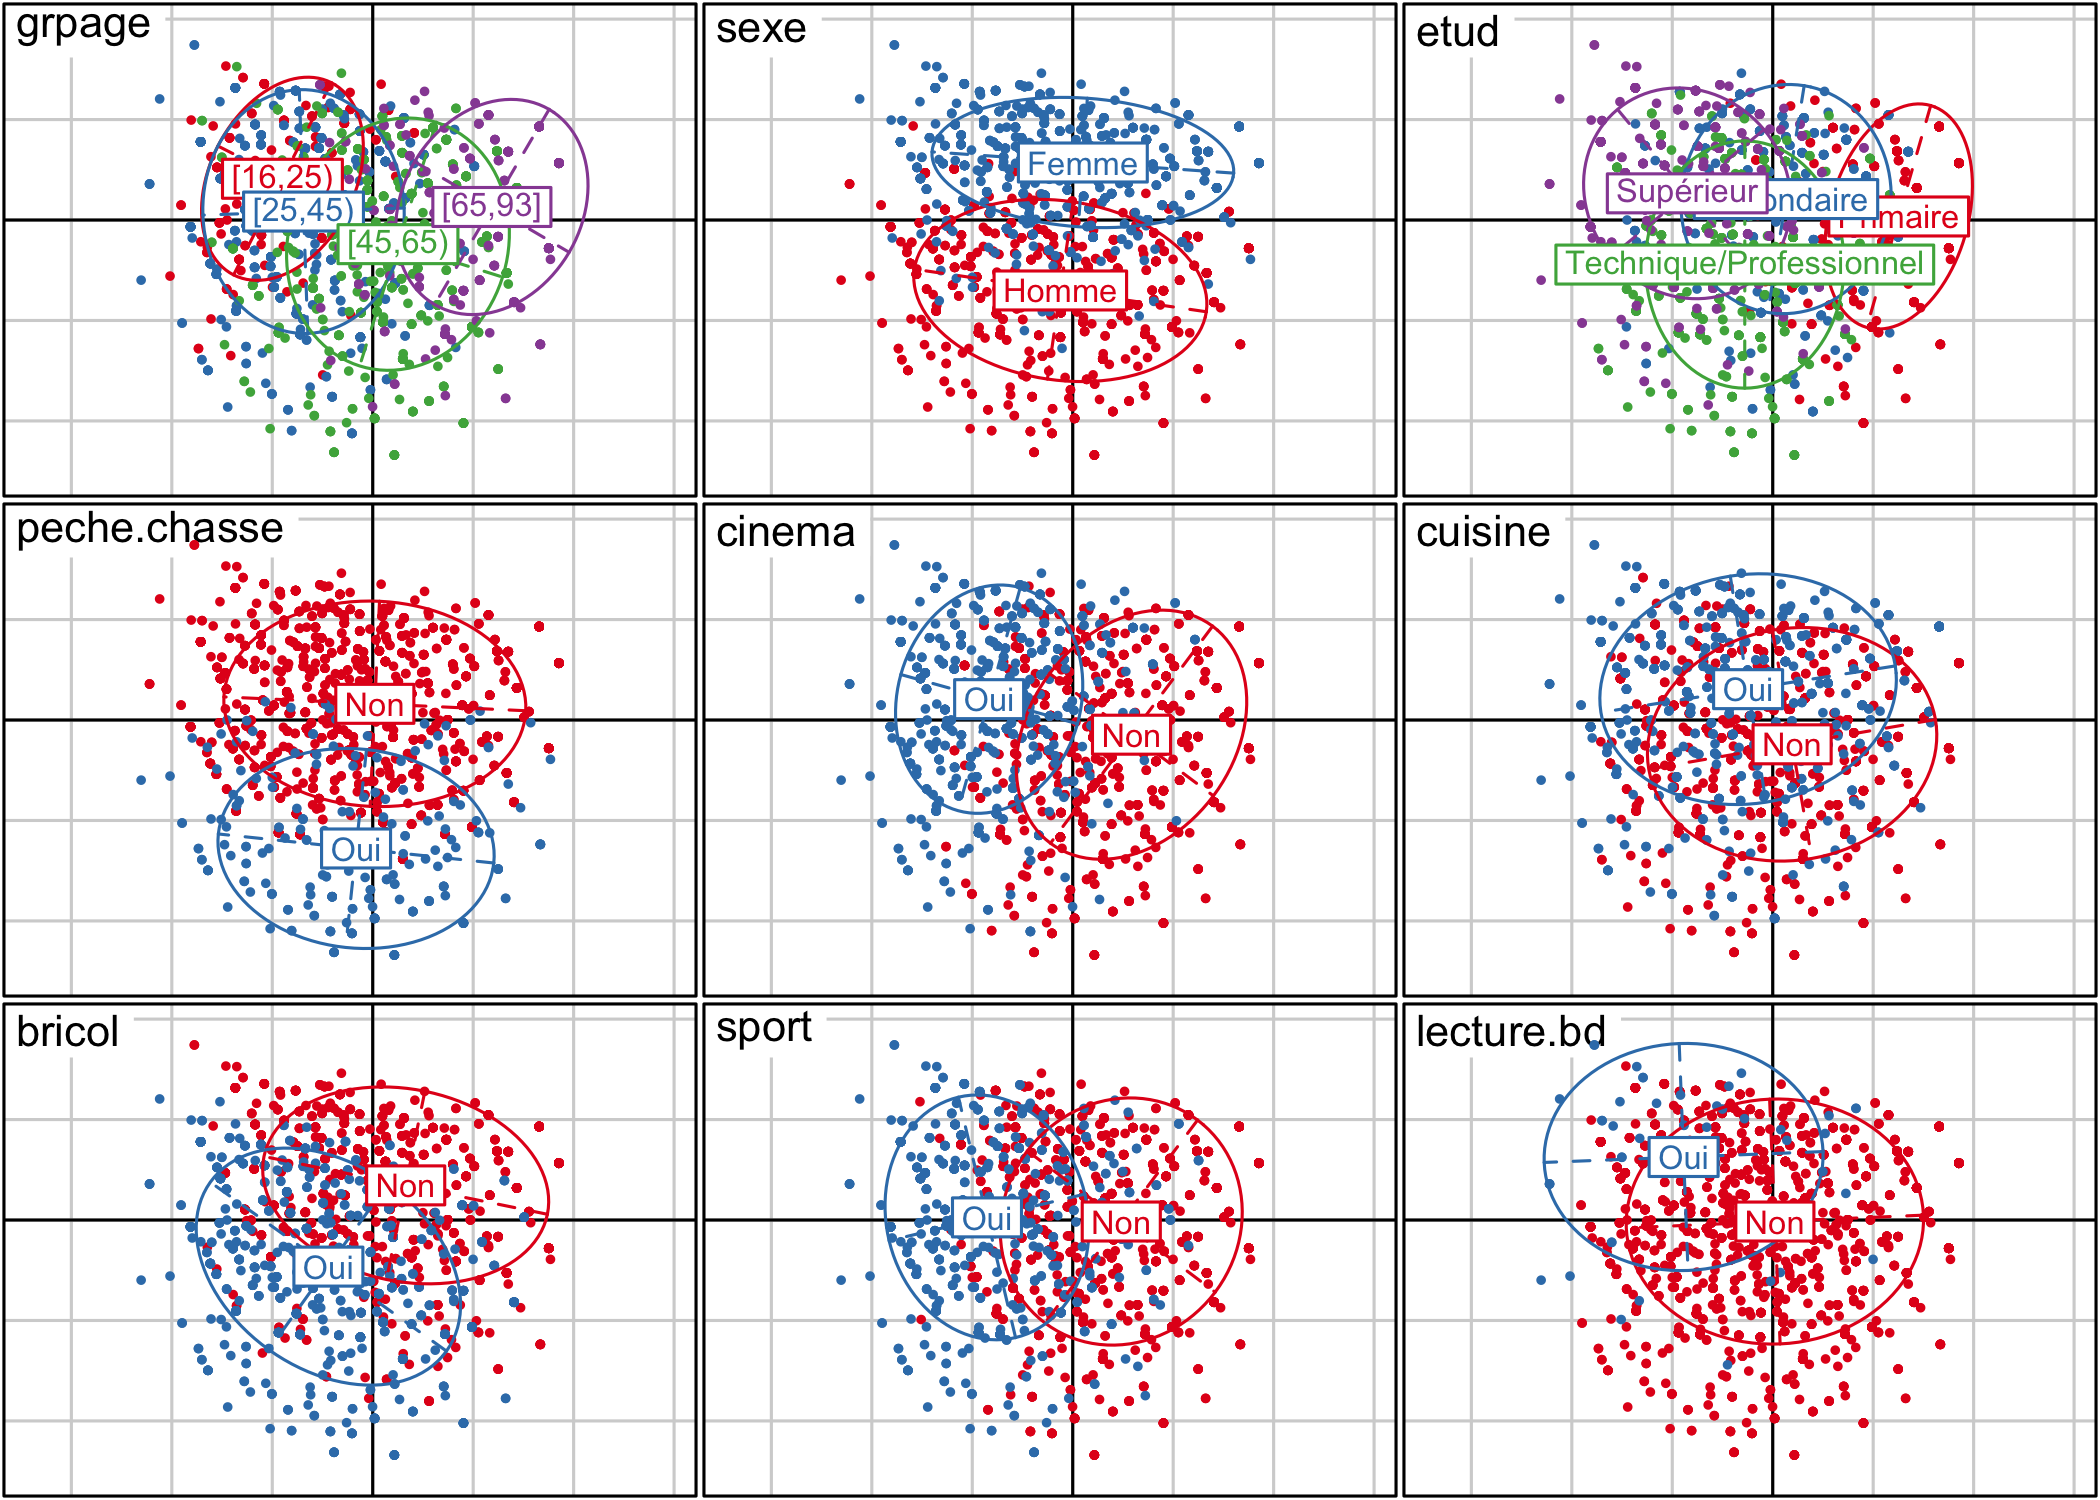 grpage
[16,25)
[25,45)
[65,93]
[45,65)
sexe
Femme
Homme
etud
Supérieur
ondaire
maire
Technique/Professionnel
peche.chasse
Non
Oui
cinema
Oui
Non
cuisine
Oui
Non
bricol
Non
Oui
sport
Oui
Non
lecture.bd
Oui
Non